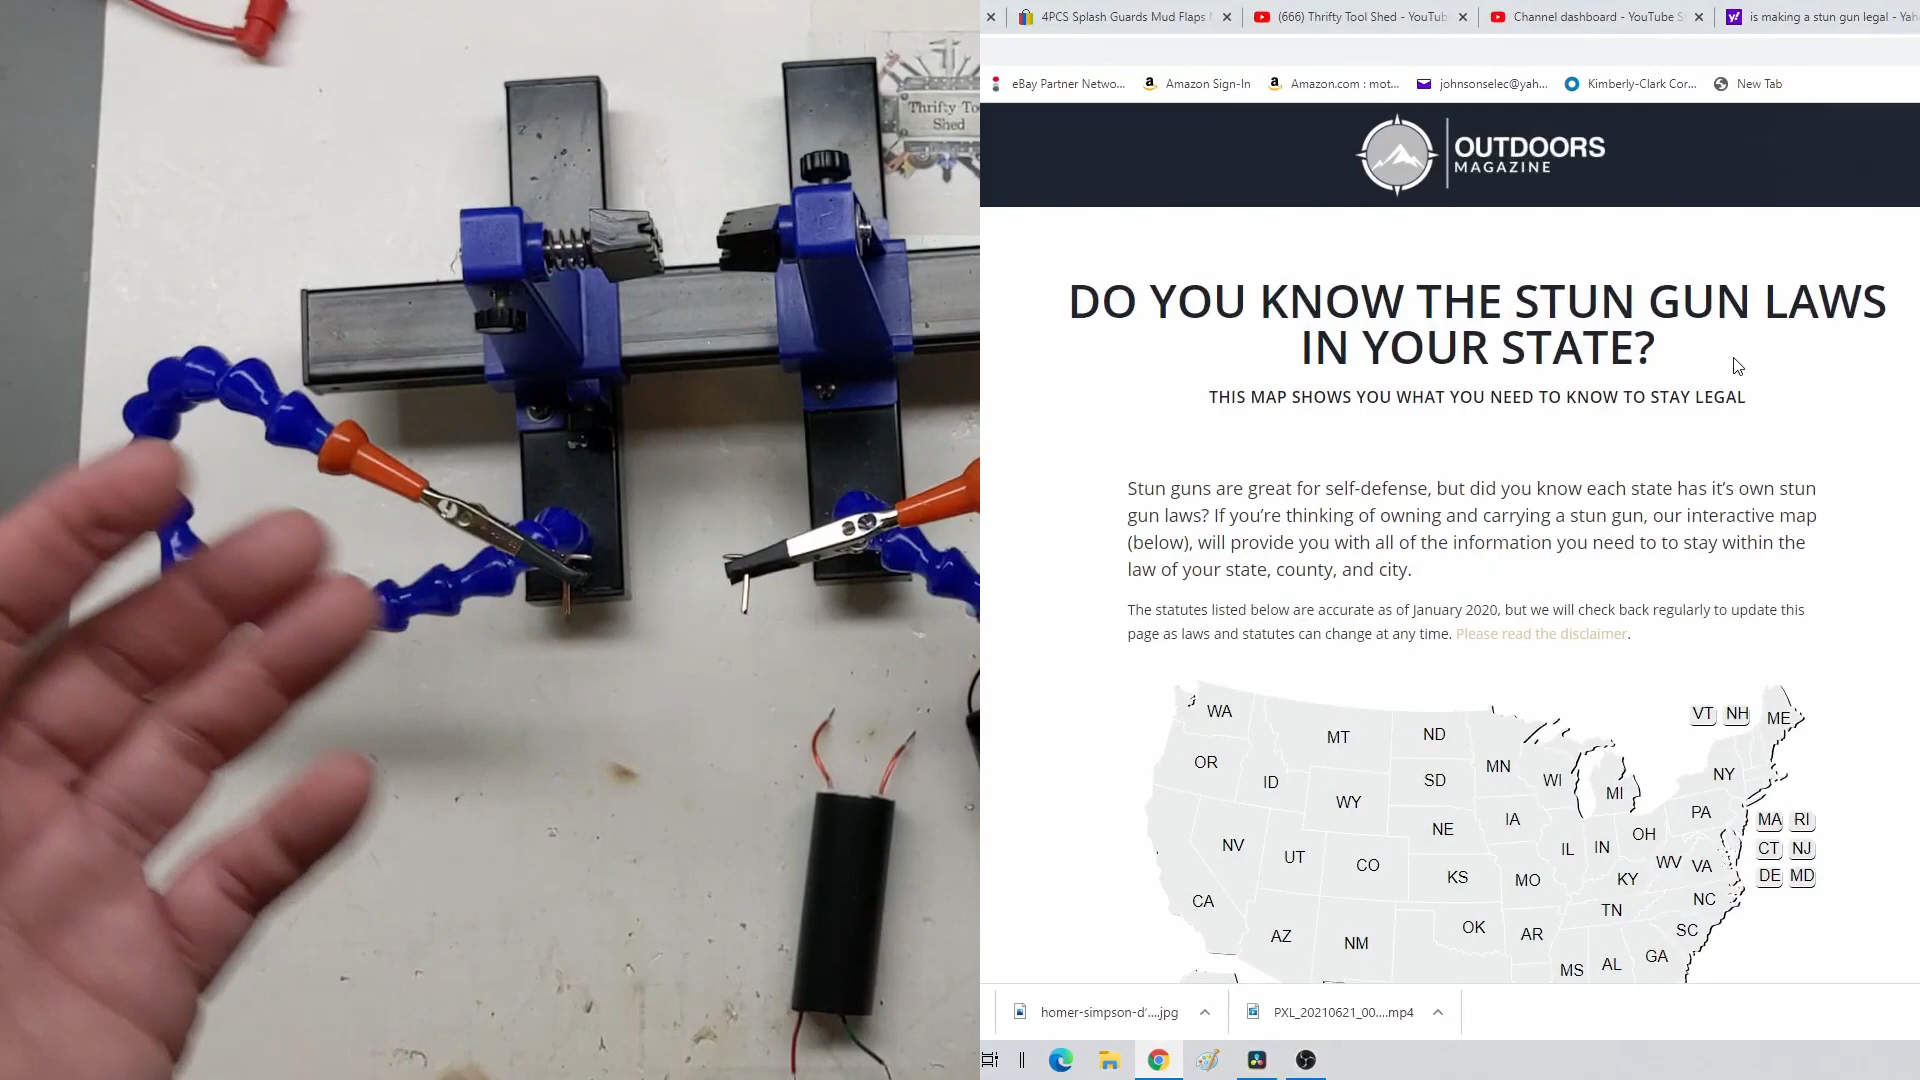 Thrifty Too
Shed
4PCS Splash Guards Mud Flaps
(666) Thrifty Tool Shed - YouTub
Channel dashboard - YouTube S
is making a stun gun legal - Yah
eBay Partner Netwo...
Amazon Sign-In
Amazon.com : mot...
johnsonselec@yah...
Kimberly-Clark Cor...
New Tab
OUTDOORS
MAGAZINE
DO YOU KNOW THE STUN GUN LAWS
IN YOUR STATE?
THIS MAP SHOWS YOU WHAT YOU NEED TO KNOW TO STAY LEGAL
Stun guns are great for self-defense, but did you know each state has it's own stun
gun laws? If you're thinking of owning and carrying a stun gun, our interactive map
(below), will provide you with all of the information you need to to stay within the
law of your state, county, and city.
The statutes listed below are accurate as of January 2020, but we will check back regularly to update this
page as laws and statutes can change at any time. Please read the disclaimer.
WA
MT
ND
VT
NH
ME
OR
ID
SD
MN
WI
MI
NY
WY
NE
IA
PA
MA
RI
NV
UT
CO
IL
IN
OH
WV
VA
CT
NJ
KS
MO
KY
DE
MD
CA
NC
TN
AZ
NM
OK
AR
SC
MS
AL
GA
homer-simpson-d'....jpg
PXL_20210621_00....mp4